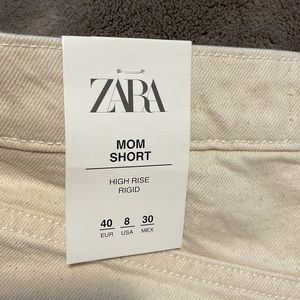 ZARA
MOM
SHORT
HIGH RISE
RIGID
40 8 30
EUR USA MEX